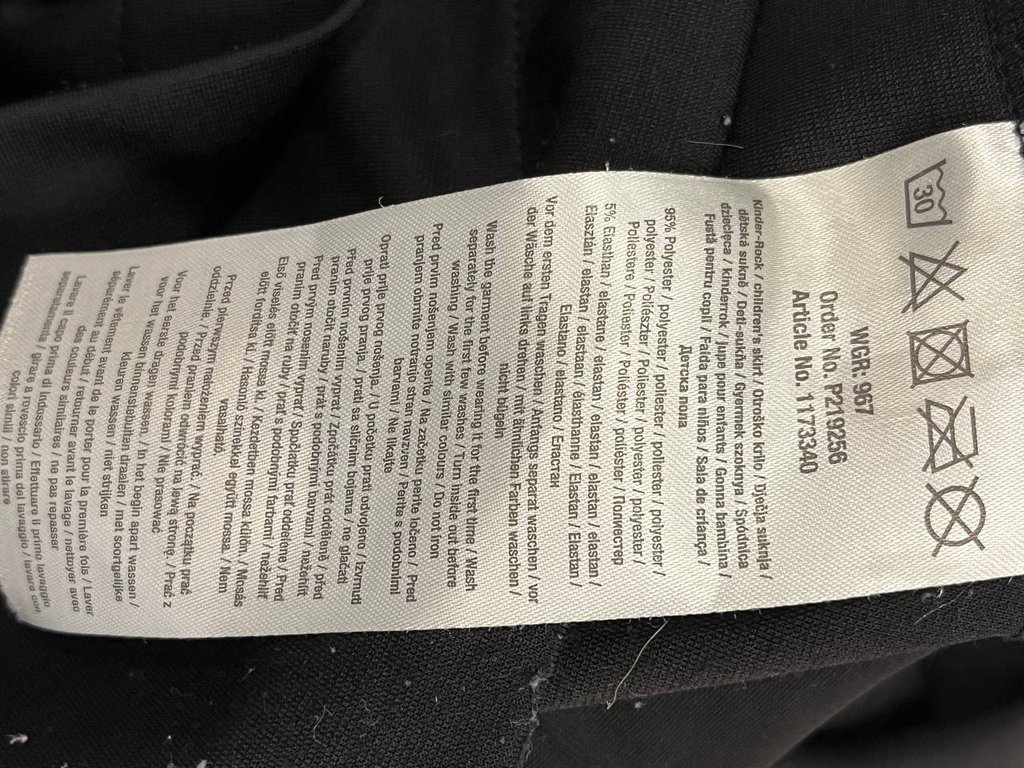 30
WGR: 967
Order No. P219256
Article No. 1173340
Kinder-Rock / children's skirt / Otroško krilo / Dječja suknja /
dětská sukně / Deti-sukňa / Gyermek szoknya / Spódnica
dziecięca / kinderrok / jupe pour enfants / Gonna bambina /
Fustă pentru copii / Falda para niños / Saia de criança /
Детска пола
95% Polyester / polyester / poliester / poliester / polyester /
polyester / Poliészter / Poliester / polyester / polyester /
Poliestere / Poliester / Poliéster / poliéster / Полиестер
5% Elasthan / elastane / elastan / elastan / elastan / elastan /
Elasztán / elastan / elastan / élasthanne / Elastan / Elastan /
Elastano / elastano / Еластан
Vor dem ersten Tragen waschen / Anfangs separat waschen / vor
der Wäsche auf links drehen / mit ähnlichen Farben waschen /
nicht bügeln
Wash the garment before wearing it for the first time / Wash
separately for the first few washes / Turn inside out before
washing / Wash with similar colours / Do not iron
Pred prvim nošenjem operite / Na začetku perite ločeno / Pred
pranjem obrnite notranjo stran navzven / Perite s podobnimi
barvami / Ne likajte
Oprati prije prvog nošenja. / U početku prati odvojeno / Izvrnuti
prije prvog pranja. / prati sa sličnim bojama / ne glačati
Před prvním nošením vyprat / Zpočátku prát odděleně / před
praním obrátit naruby / prát s podobnými barvami / nežehlit
Pred prvým nosením vyprať / Spočiatku prať oddelene / Pred
praním obrátiť na ruby / prať s podobnými farbami / nežehliť
Első viselés előtt mossa ki. / Kezdetben mossa külön. / Mosás
előtt fordítsa ki. / Hasonló színekkel együtt mossa. / Nem
vasalható.
Przed pierwszym nałożeniem wyprać. / Na początku prać
oddzielnie. / Przed praniem odwrócić na lewą stronę. / Prać z
podobnymi kolorami / Nie prasować
Voor het eerste dragen wassen. / In het begin apart wassen /
voor het wassen binnenstebuiten draaien / met soortgelijke
kleuren wassen / niet strijken
Laver le vêtement avant de le porter pour la première fois / Laver
séparément au début / retourner avant le lavage / nettoyer avec
des couleurs similaires / ne pas repasser
Lavare il capo prima di indossarlo / Effettuare il primo lavaggio
separatamente / girare a rovescio prima del lavaggio / lavare con
colori simili / non stirare